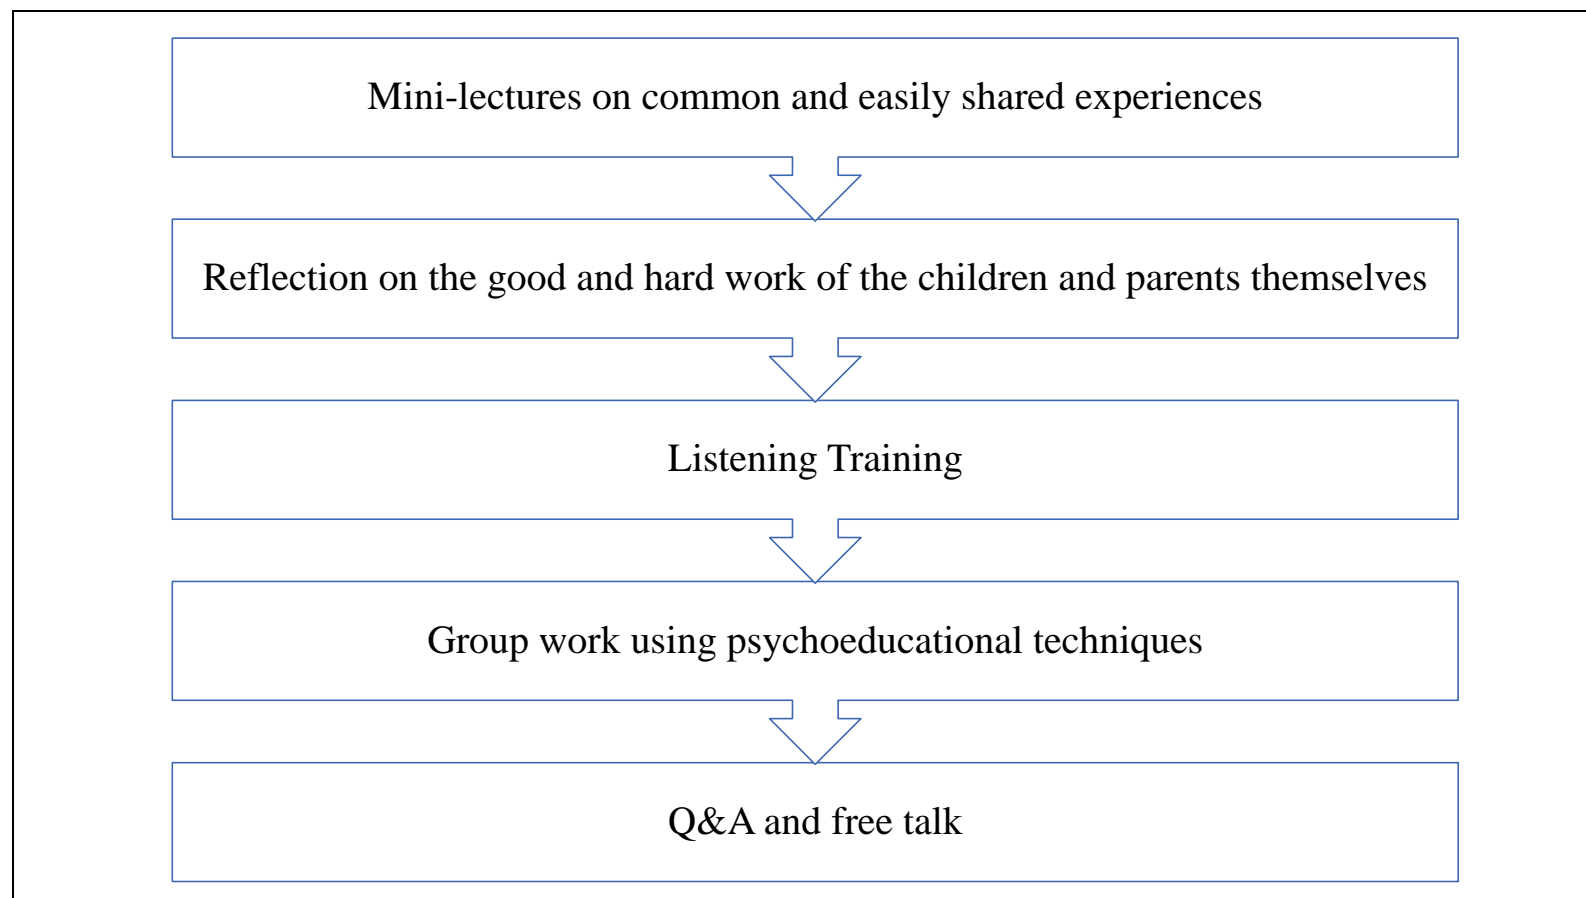 Mini-lectures on common and easily shared experiences
Reflection on the good and hard work of the children and parents themselves
Listening Training
Group work using psychoeducational techniques
Q&A and free talk